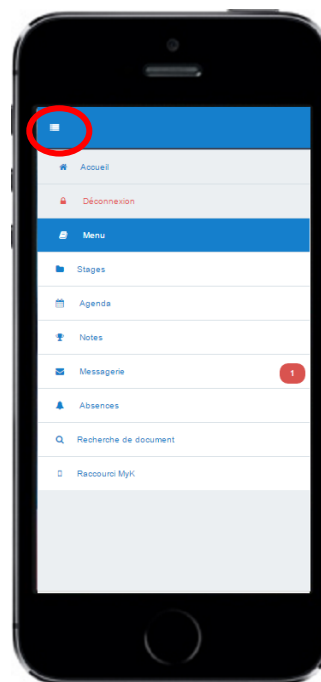 Accueil
Déconnexion
Menu
Stages
Agenda
Notes
Messagerie
1
Absences
Recherche de document
Raccourci MyK